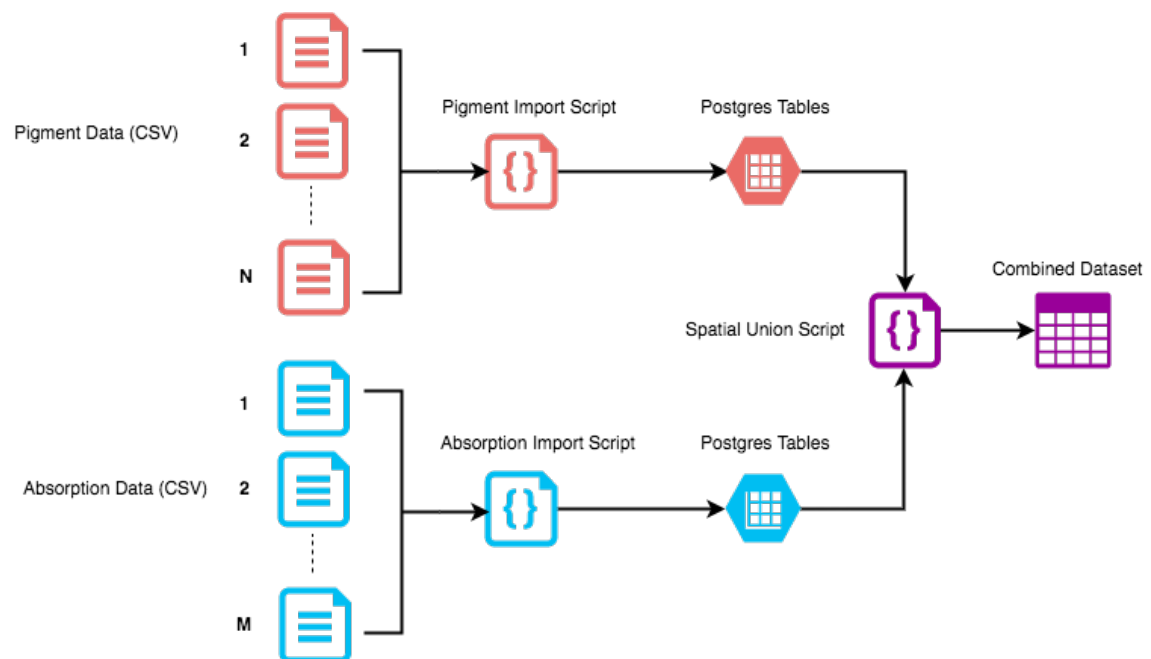 1
Pigment Import Script
Postgres Tables
Pigment Data (CSV)
2
{}
N
Combined Dataset
Spatial Union Script
{}
1
Absorption Import Script
Postgres Tables
Absorption Data (CSV)
2
{}
M